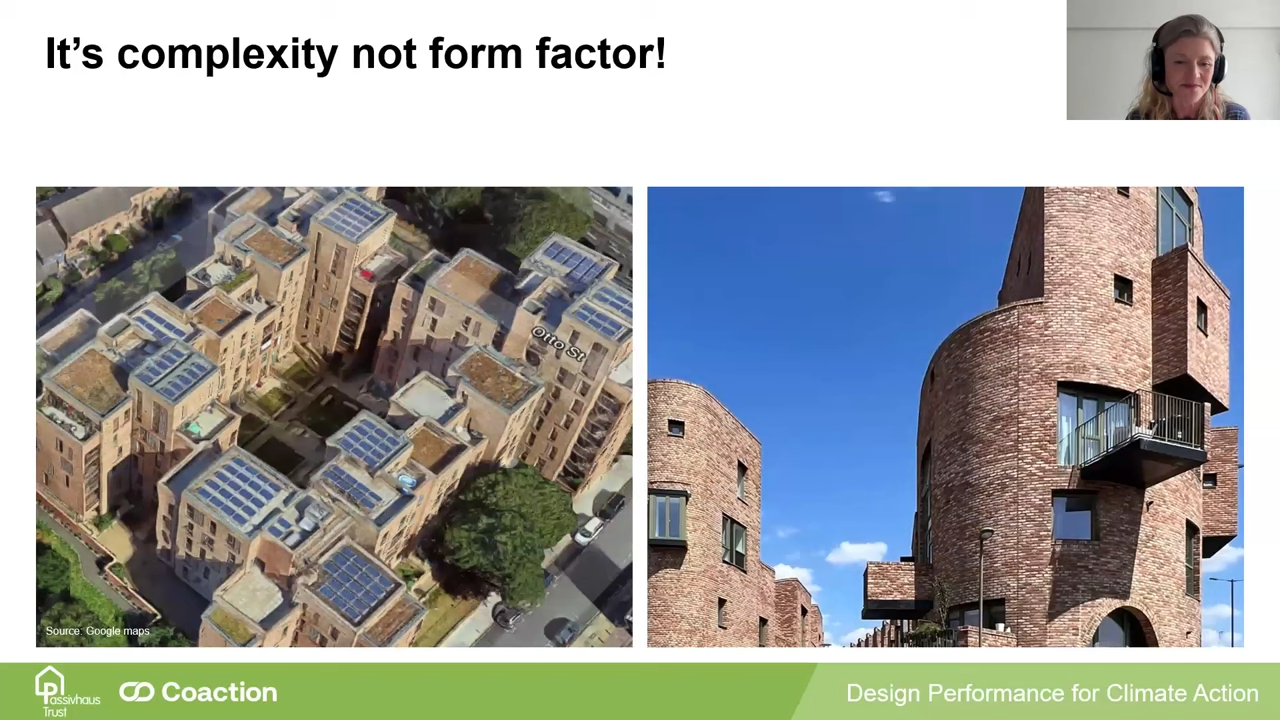 It's complexity not form factor!
Otto St
Source: Google maps
Passivhaus
Trust
Coaction
Design Performance for Climate Action